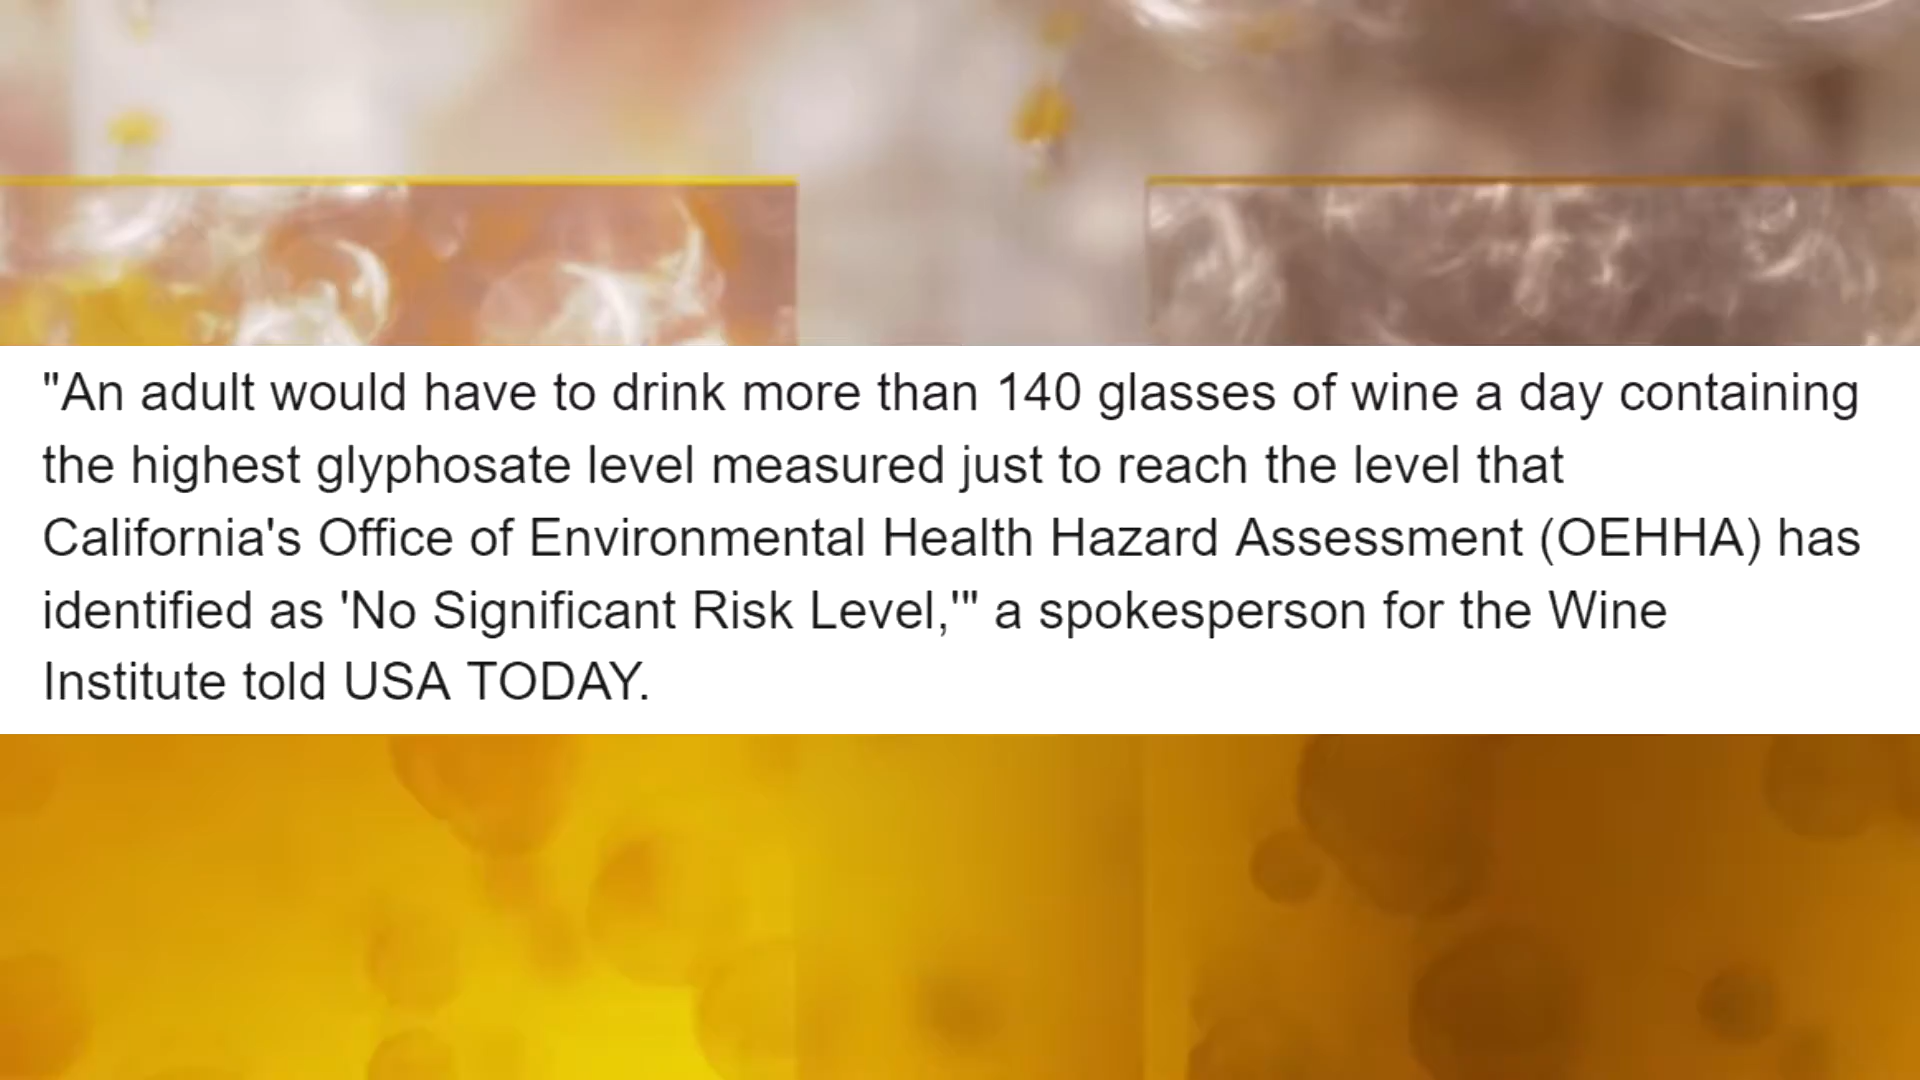 "An adult would have to drink more than 140 glasses of wine a day containing
the highest glyphosate level measured just to reach the level that
California's Office of Environmental Health Hazard Assessment (OEHHA) has
identified as 'No Significant Risk Level,'" a spokesperson for the Wine
Institute told USA TODAY.